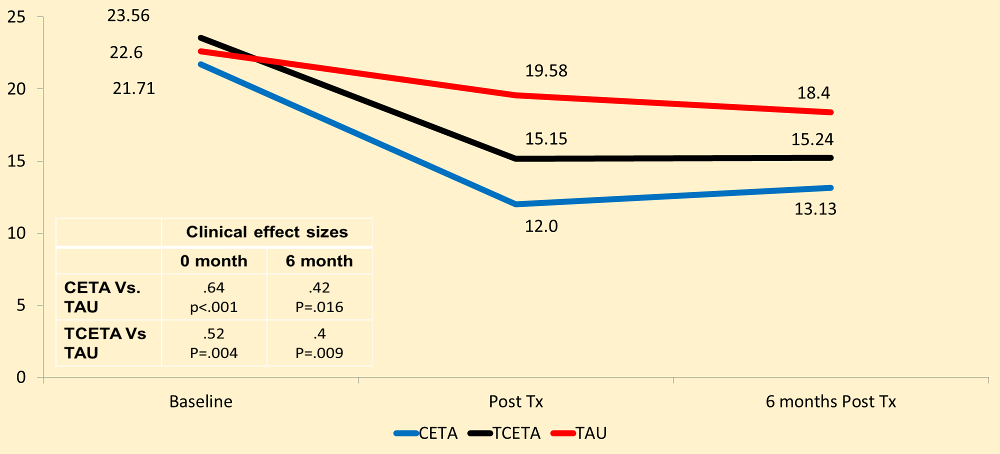 25
23.56
22.6
21.71
20
19.58
18.4
15.15
15.24
15
12.0
13.13
10
5
0
Clinical effect sizes
0 month 6 month
CETA Vs. TAU
.64
p<.001
.42
P=.016
TCETA Vs TAU
.52
P=.004
.4
P=.009
Baseline Post Tx 6 months Post Tx
CETA TCETA TAU